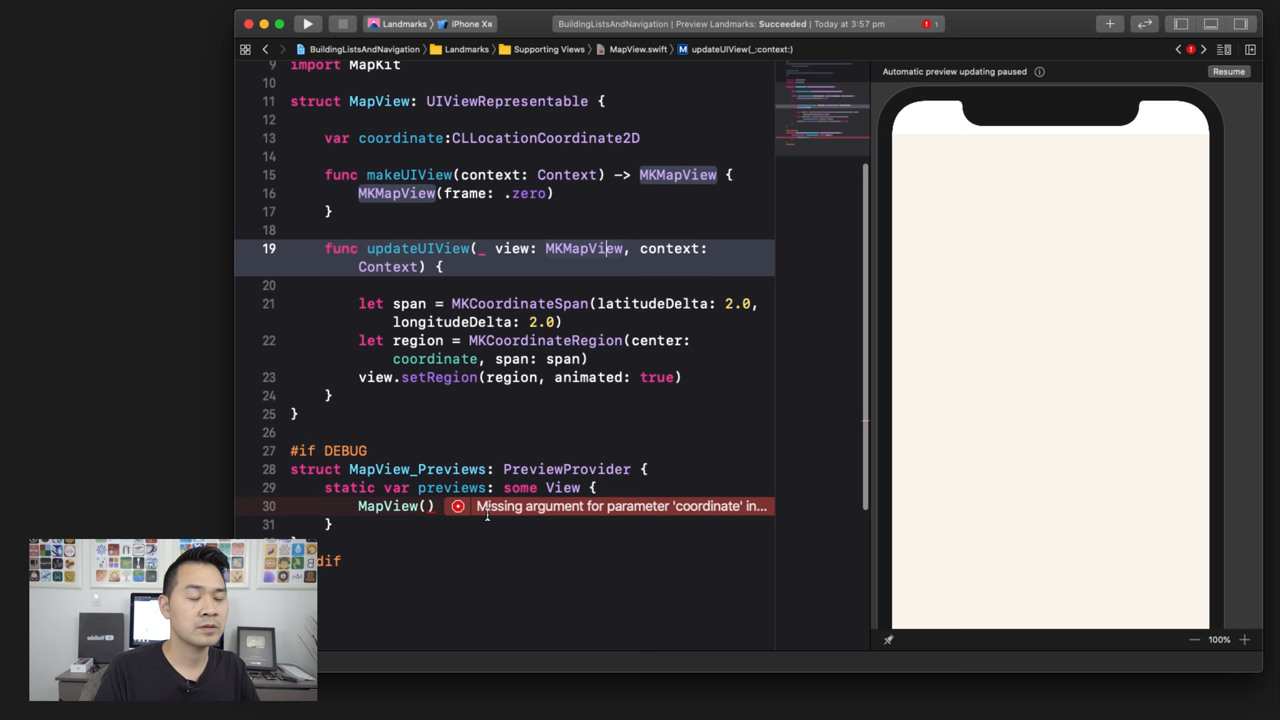 Landmarks 〉 iPhone Xʀ
BuildingListsAndNavigation | Preview Landmarks: Succeeded | Today at 3:57 pm
1
BuildingListsAndNavigation 〉 Landmarks 〉 Supporting Views 〉 MapView.swift 〉 M updateUIView(_:context:)
Automatic preview updating paused
Resume
9 import MapKit
10
11 struct MapView: UIViewRepresentable {
12
13 var coordinate:CLLocationCoordinate2D
14
15 func makeUIView(context: Context) -> MKMapView {
16 MKMapView(frame: .zero)
17 }
18
19 func updateUIView(_ view: MKMapView, context:
Context) {
20
21 let span = MKCoordinateSpan(latitudeDelta: 2.0,
longitudeDelta: 2.0)
22 let region = MKCoordinateRegion(center:
coordinate, span: span)
23 view.setRegion(region, animated: true)
24 }
25 }
26
27 #if DEBUG
28 struct MapView_Previews: PreviewProvider {
29 static var previews: some View {
30 MapView() Missing argument for parameter 'coordinate' in...
31 }
dif
100%